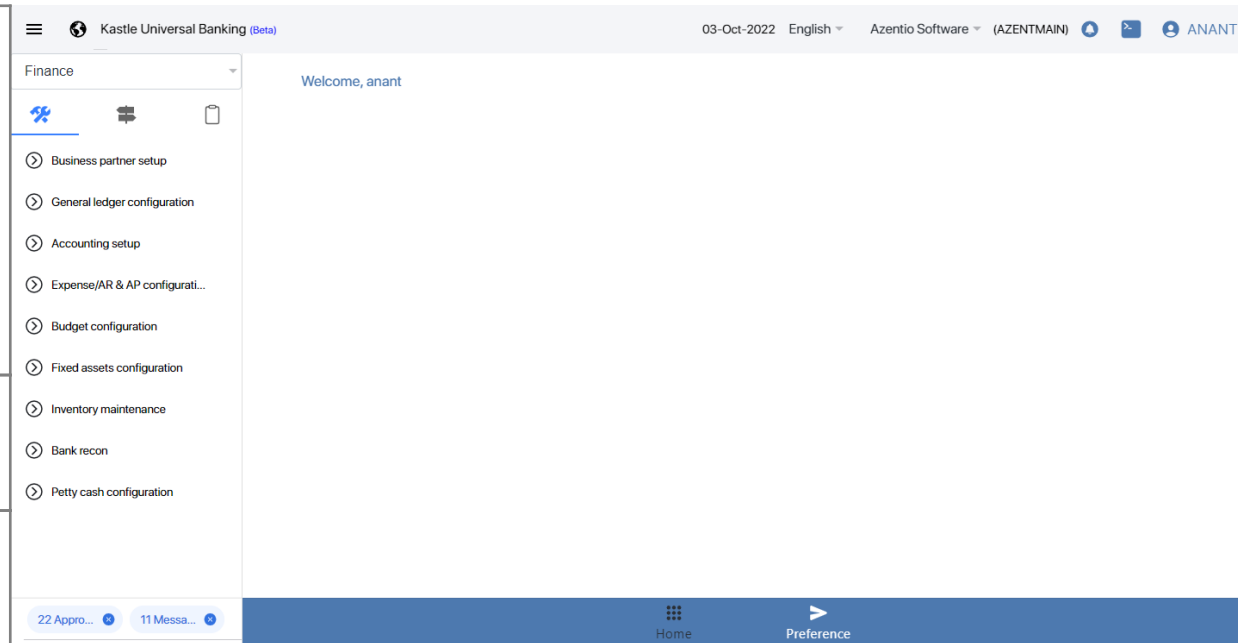 Kastle Universal Banking (Beta) 03-Oct-2022 English Azentio Software (AZENTMAIN) ANANT
Finance
Welcome, anant
Business partner setup
General ledger configuration
Accounting setup
Expense/AR & AP configurati...
Budget configuration
Fixed assets configuration
Inventory maintenance
Bank recon
Petty cash configuration
22 Appro... 11 Messa...
Home Preference